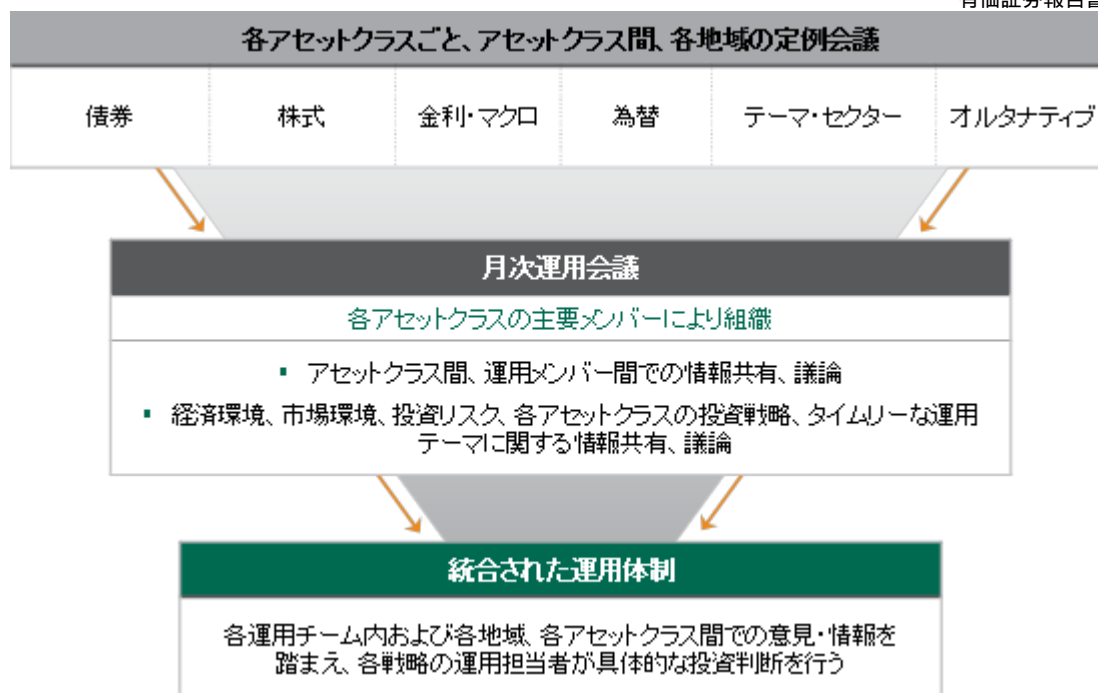 有価証券報告書
各アセットクラスごと、アセットクラス間、各地域の定例会議
債券 株式 金利・マクロ 為替 テーマ・セクター オルタナティブ
月次運用会議
各アセットクラスの主要メンバーにより組織
▪ アセットクラス間、運用メンバー間での情報共有、議論
▪ 経済環境、市場環境、投資リスク、各アセットクラスの投資戦略、タイムリーな運用
テーマに関する情報共有、議論
統合された運用体制
各運用チーム内および各地域、各アセットクラス間での意見・情報を
踏まえ、各戦略の運用担当者が具体的な投資判断を行う